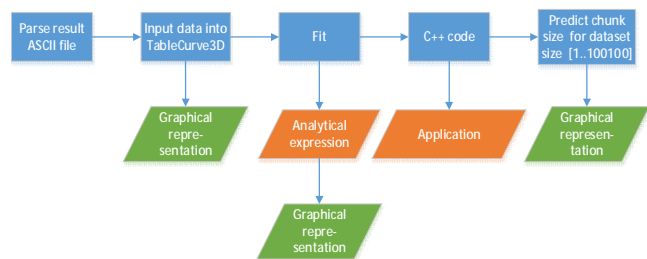 Parse result
ASCII file
Input data into
TableCurve3D
Fit
C++ code
Predict chunk
size for dataset
size [1..100100]
Graphical
repre-
sentation
Analytical
expression
Application
Graphical
represen-
tation
Graphical
repre-
sentation